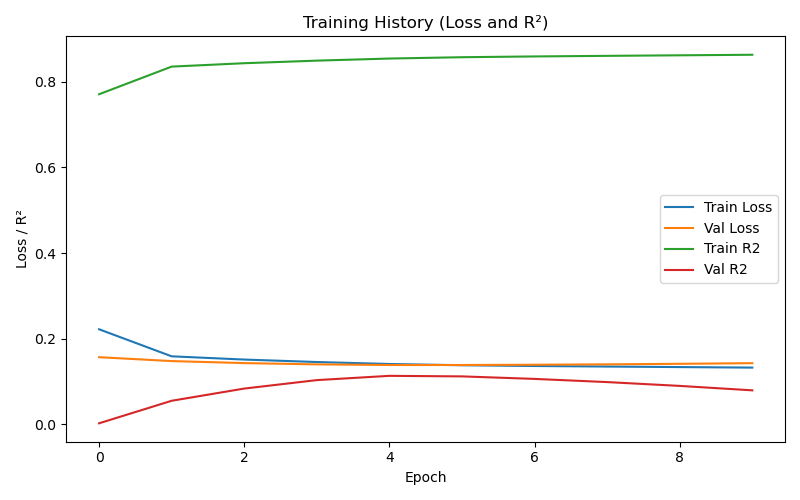 Training History (Loss and R²)
Loss / R²
0.8
0.6
0.4
0.2
0.0
Train Loss
Val Loss
Train R2
Val R2
0 2 4 6 8
Epoch